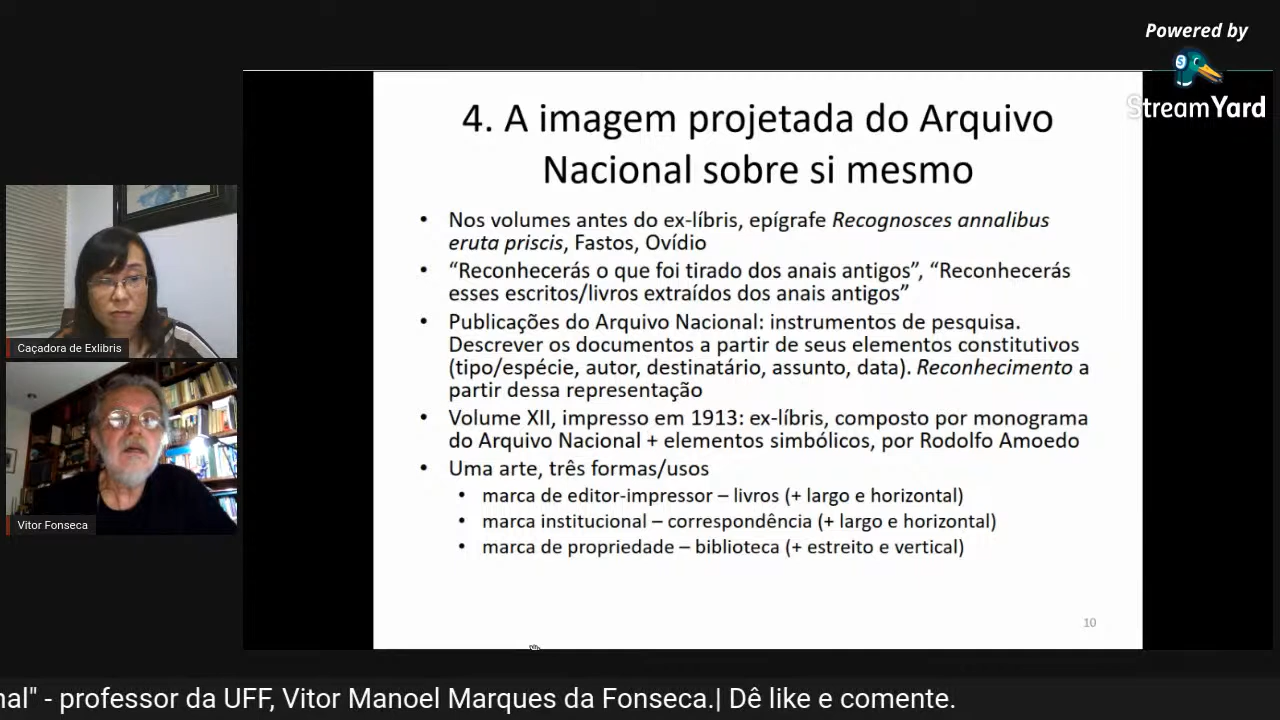 Powered by
StreamYard
4. A imagem projetada do Arquivo
Nacional sobre si mesmo
• Nos volumes antes do ex-líbris, epígrafe Recognosces annalibus
eruta priscis, Fastos, Ovídio
• “Reconhecerás o que foi tirado dos anais antigos”, “Reconhecerás
esses escritos/livros extraídos dos anais antigos”
• Publicações do Arquivo Nacional: instrumentos de pesquisa.
Descrever os documentos a partir de seus elementos constitutivos
(tipo/espécie, autor, destinatário, assunto, data). Reconhecimento a
partir dessa representação
• Volume XII, impresso em 1913: ex-líbris, composto por monograma
do Arquivo Nacional + elementos simbólicos, por Rodolfo Amoedo
• Uma arte, três formas/usos
• marca de editor-impressor – livros (+ largo e horizontal)
• marca institucional – correspondência (+ largo e horizontal)
• marca de propriedade – biblioteca (+ estreito e vertical)
10
Caçadora de Exlibris
Vitor Fonseca
nal" - professor da UFF, Vitor Manoel Marques da Fonseca.| Dê like e comente.